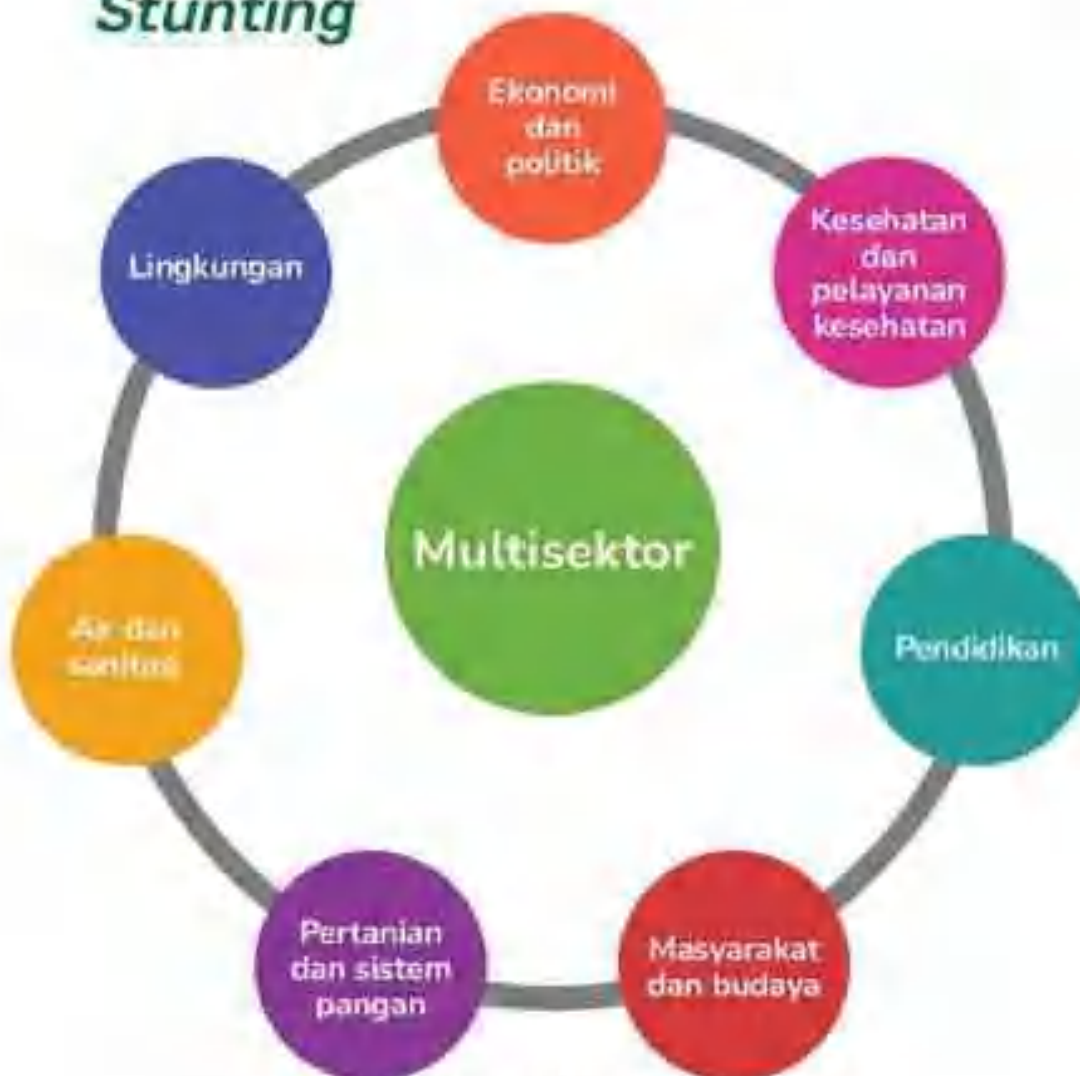 Stunting
Ekonomi
dan
politik
Kesehatan
dan
pelayanan
kesehatan
Pendidikan
Masyarakat
dan budaya
Pertanian
dan sistem
pangan
Air dan
sanitasi
Lingkungan
Multisektor